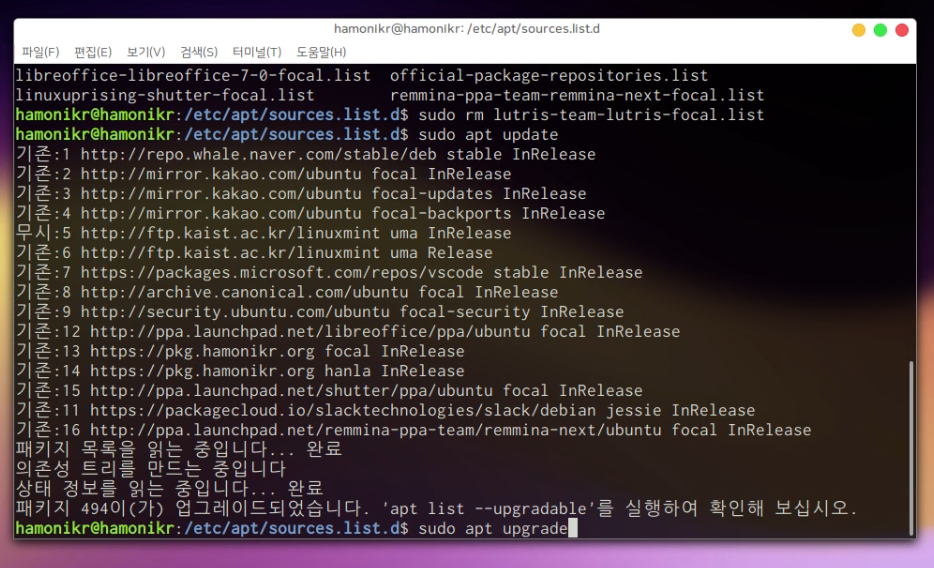 hamonikr@hamonikr: /etc/apt/sources.list.d
파일(F) 편집(E) 보기(V) 검색(S) 터미널(T) 도움말(H)
libreoffice-libreoffice-7-0-focal.list official-package-repositories.list
linuxuprising-shutter-focal.list remmina-ppa-team-remmina-next-focal.list
hamonikr@hamonikr:/etc/apt/sources.list.d$ sudo rm lutris-team-lutris-focal.list
hamonikr@hamonikr:/etc/apt/sources.list.d$ sudo apt update
기존:1 http://repo.whale.naver.com/stable/deb stable InRelease
기존:2 http://mirror.kakao.com/ubuntu focal InRelease
기존:3 http://mirror.kakao.com/ubuntu focal-updates InRelease
기존:4 http://mirror.kakao.com/ubuntu focal-backports InRelease
무시:5 http://ftp.kaist.ac.kr/linuxmint uma InRelease
기존:6 http://ftp.kaist.ac.kr/linuxmint uma Release
기존:7 https://packages.microsoft.com/repos/vscode stable InRelease
기존:8 http://archive.canonical.com/ubuntu focal InRelease
기존:9 http://security.ubuntu.com/ubuntu focal-security InRelease
기존:12 http://ppa.launchpad.net/libreoffice/ppa/ubuntu focal InRelease
기존:13 https://pkg.hamonikr.org focal InRelease
기존:14 https://pkg.hamonikr.org hanla InRelease
기존:15 http://ppa.launchpad.net/shutter/ppa/ubuntu focal InRelease
기존:11 https://packagecloud.io/slacktechnologies/slack/debian jessie InRelease
기존:16 http://ppa.launchpad.net/remmina-ppa-team/remmina-next/ubuntu focal InRelease
패키지 목록을 읽는 중입니다... 완료
의존성 트리를 만드는 중입니다
상태 정보를 읽는 중입니다... 완료
패키지 494이(가) 업그레이드되었습니다. 'apt list --upgradable'를 실행하여 확인해 보십시오.
hamonikr@hamonikr:/etc/apt/sources.list.d$ sudo apt upgrade